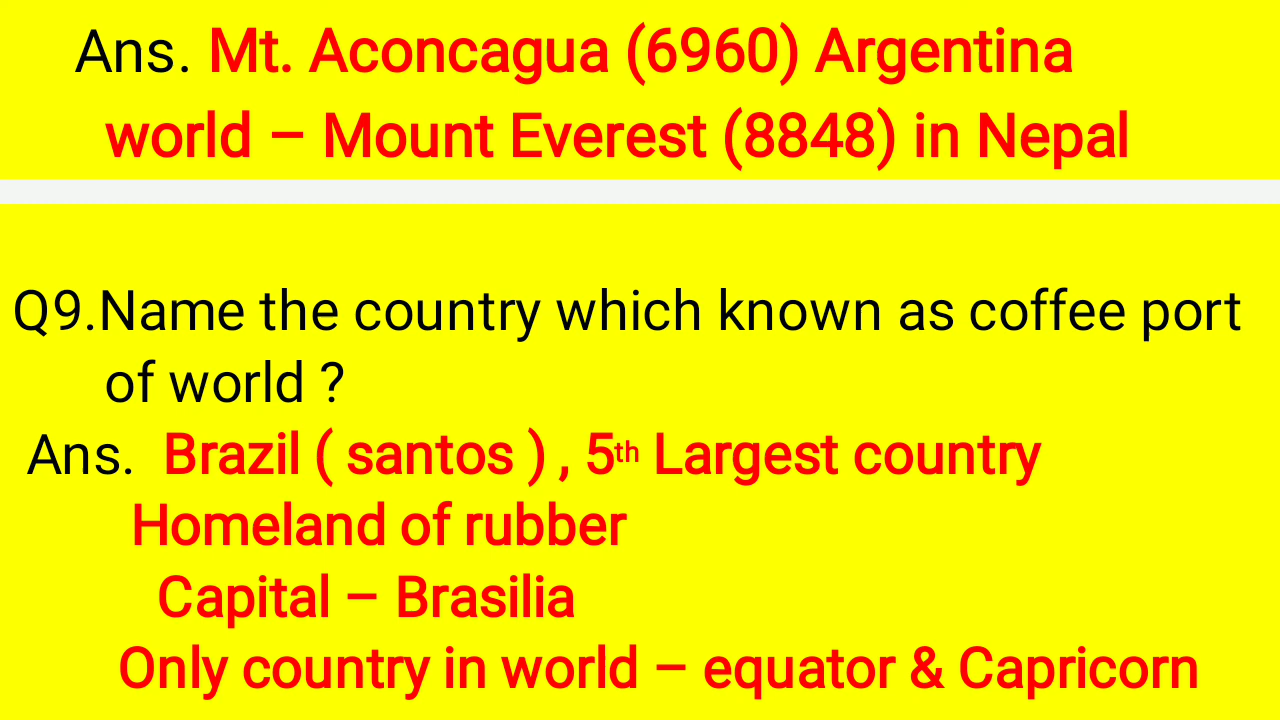 Ans. Mt. Aconcagua (6960) Argentina
world – Mount Everest (8848) in Nepal
Q9.Name the country which known as coffee port
of world ?
Ans. Brazil ( santos ) , 5th Largest country
Homeland of rubber
Capital – Brasilia
Only country in world – equator & Capricorn